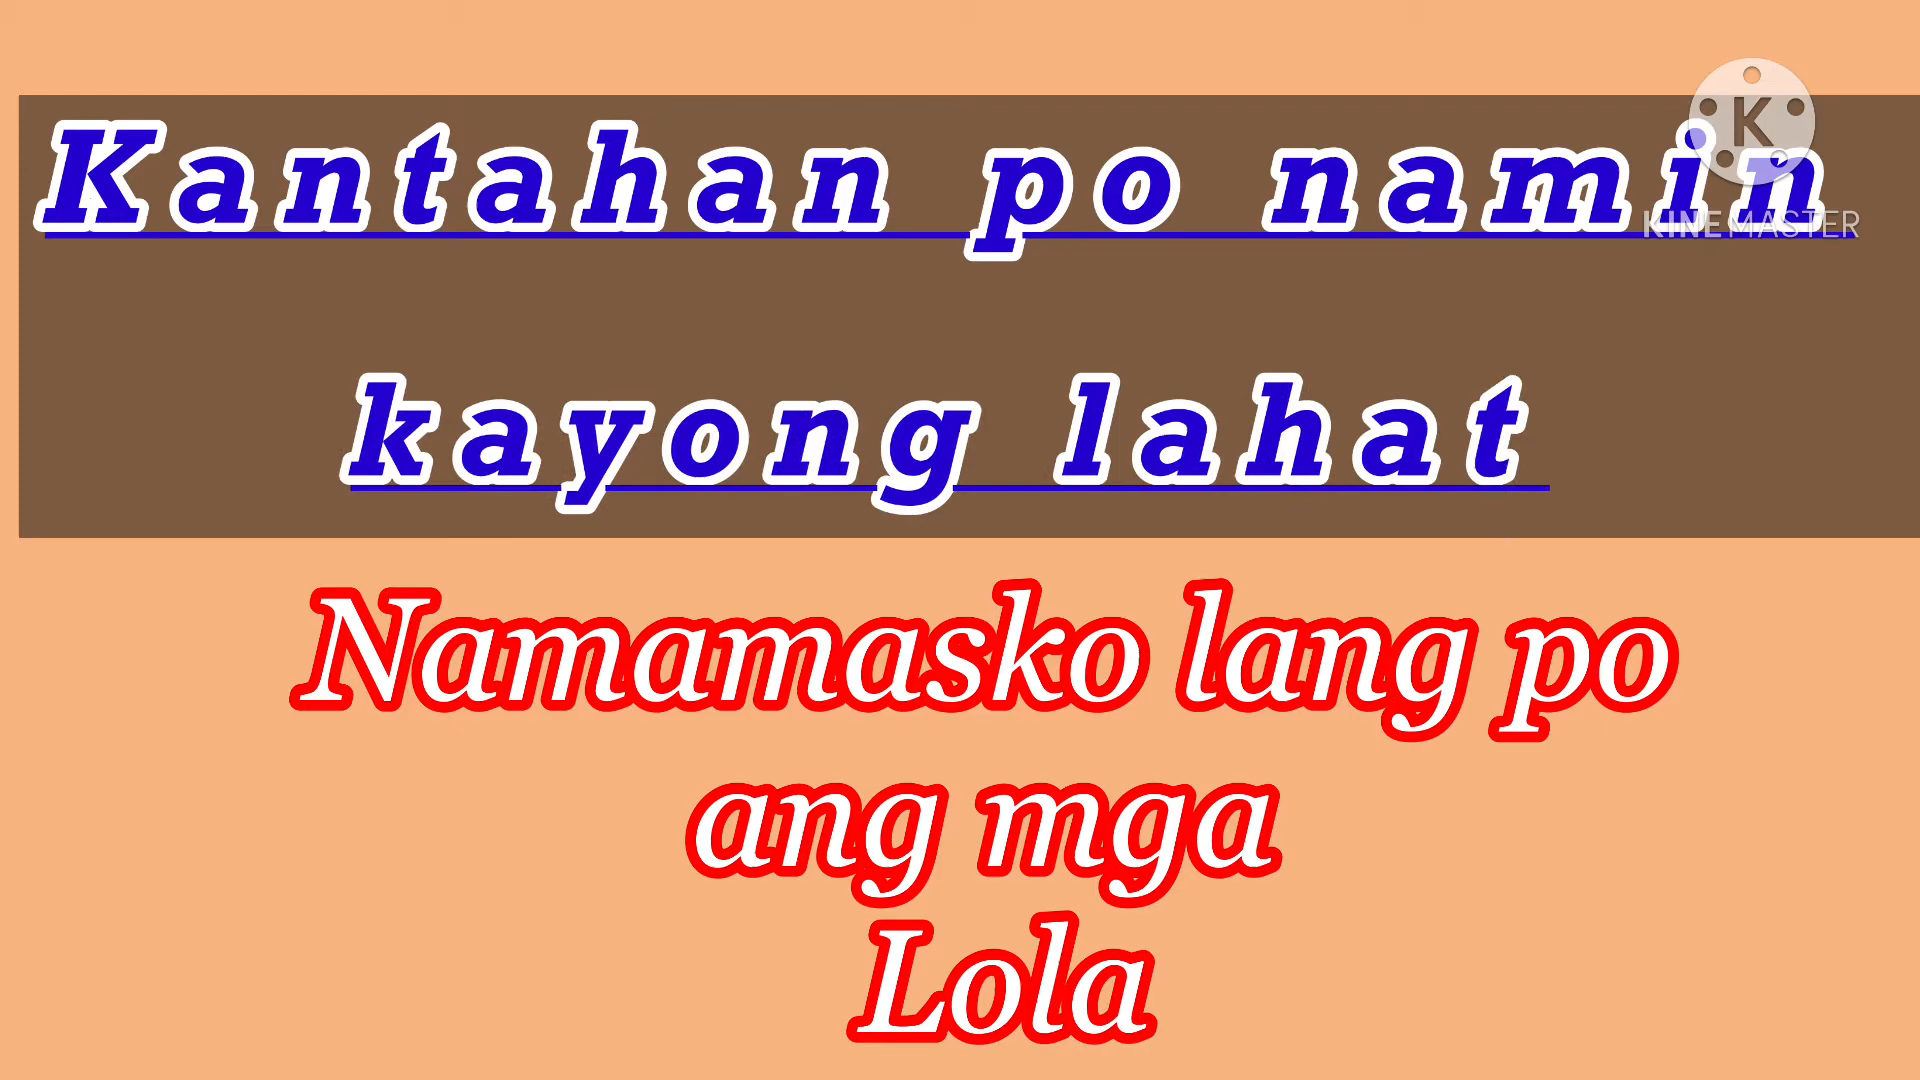 Kantahan po namin
K
KINEMASTER
kayong lahat
Namamasko lang po
ang mga
Lola